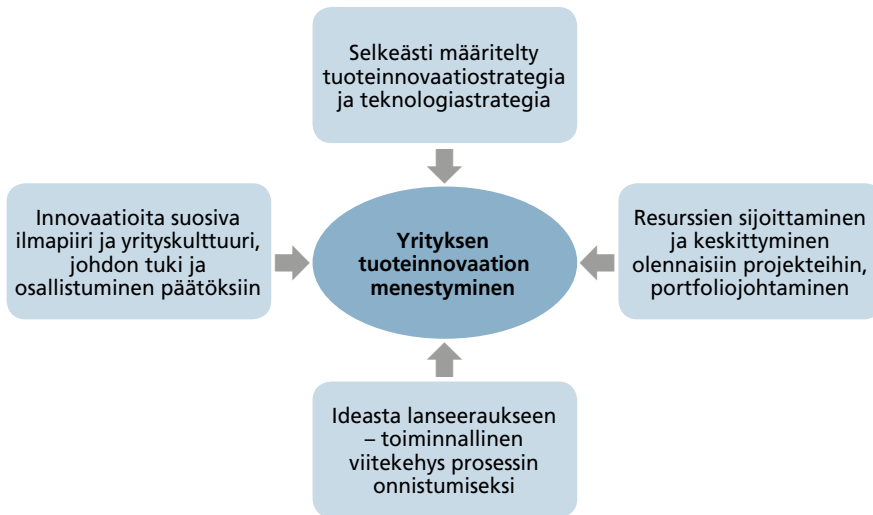 Selkeästi määritelty
tuoteinnovaatiostrategia
ja teknologiastrategia
Innovaatioita suosiva
ilmapiiri ja yrityskulttuuri,
johdon tuki ja
osallistuminen päätöksiin
Yrityksen
tuoteinnovaation
menestyminen
Resurssien sijoittaminen
ja keskittyminen
olennaisiin projekteihin,
portfoliojohtaminen
Ideasta lanseeraukseen
– toiminnallinen
viitekehys prosessin
onnistumiseksi